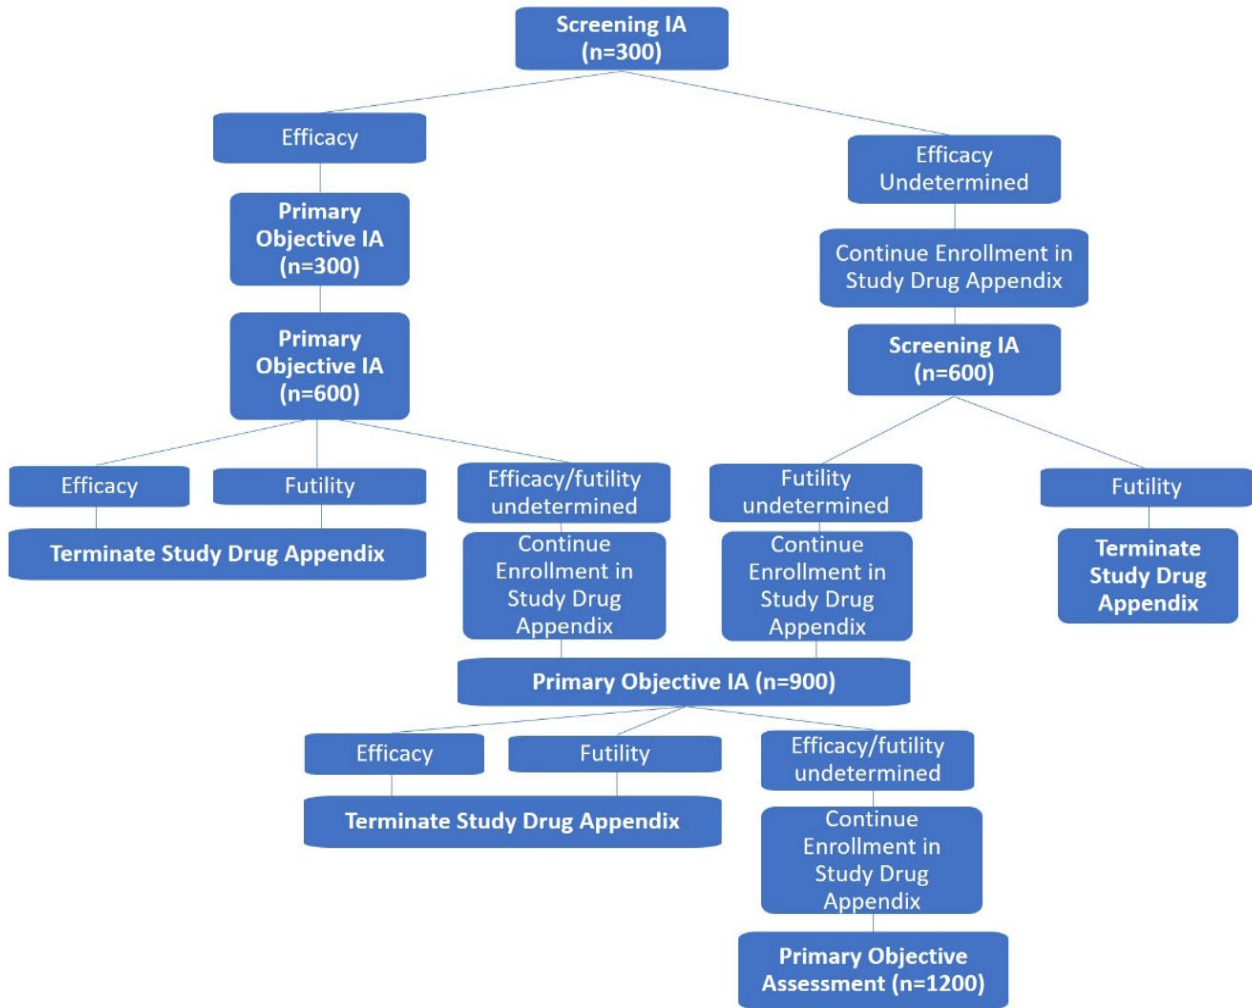 Screening IA
(n=300)
Efficacy
Efficacy
Undetermined
Primary
Objective IA
(n=300)
Continue Enrollment in
Study Drug Appendix
Primary
Objective IA
(n=600)
Screening IA
(n=600)
Efficacy
Futility
Efficacy/futility
undetermined
Futility
undetermined
Futility
Terminate Study Drug Appendix
Continue
Enrollment in
Study Drug
Appendix
Continue
Enrollment in
Study Drug
Appendix
Terminate
Study Drug
Appendix
Primary Objective IA (n=900)
Efficacy
Futility
Efficacy/futility
undetermined
Terminate Study Drug Appendix
Continue
Enrollment in
Study Drug
Appendix
Primary Objective
Assessment (n=1200)